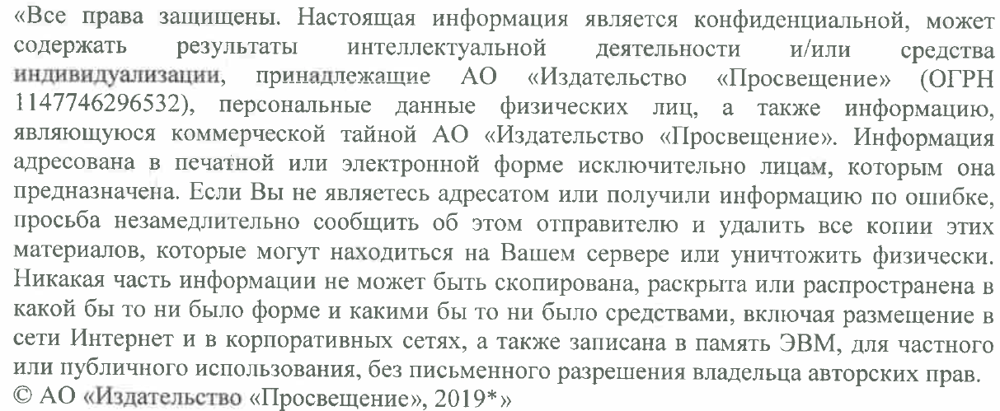 «Все права защищены. Настоящая информация является конфиденциальной, может
содержать результаты интеллектуальной деятельности и/или средства
индивидуализации, принадлежащие АО «Издательство «Просвещение» (ОГРН
1147746296532), персональные данные физических лиц, а также информацию,
являющуюся коммерческой тайной АО «Издательство «Просвещение». Информация
адресована в печатной или электронной форме исключительно лицам, которым она
предназначена. Если Вы не являетесь адресатом или получили информацию по ошибке,
просьба незамедлительно сообщить об этом отправителю и удалить все копии этих
материалов, которые могут находиться на Вашем сервере или уничтожить физически.
Никакая часть информации не может быть скопирована, раскрыта или распространена в
какой бы то ни было форме и какими бы то ни было средствами, включая размещение в
сети Интернет и в корпоративных сетях, а также записана в память ЭВМ, для частного
или публичного использования, без письменного разрешения владельца авторских прав.
© АО «Издательство «Просвещение», 2019*»